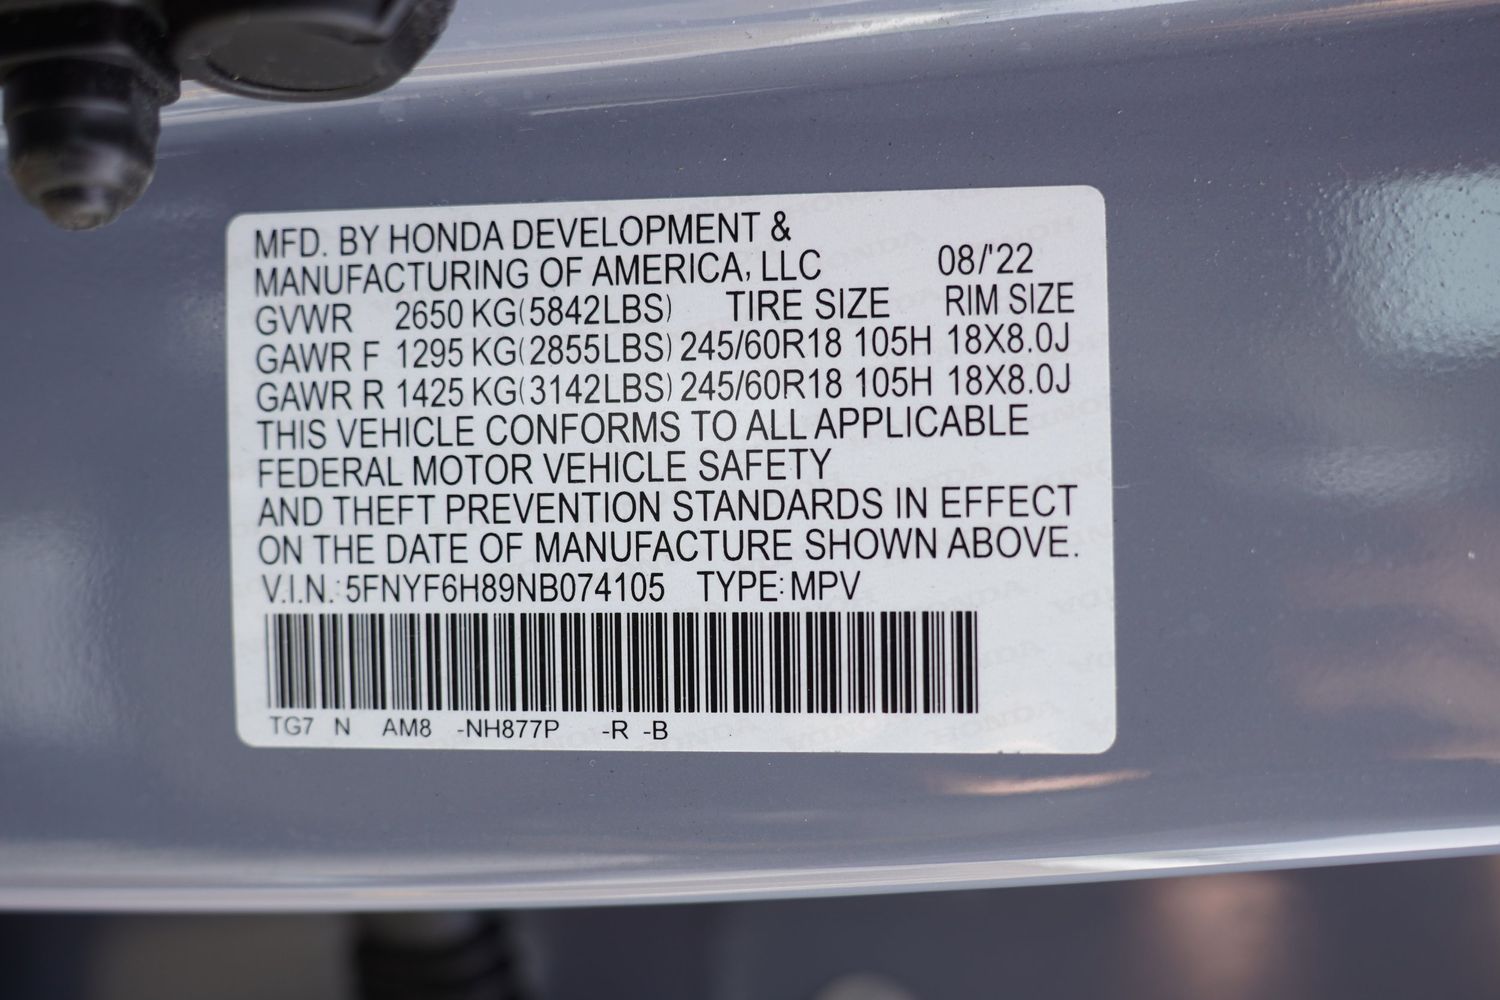 MFD. BY HONDA DEVELOPMENT &
MANUFACTURING OF AMERICA, LLC 08/'22
GVWR 2650 KG(5842LBS) TIRE SIZE RIM SIZE
GAWR F 1295 KG(2855LBS) 245/60R18 105H 18X8.0J
GAWR R 1425 KG(3142LBS) 245/60R18 105H 18X8.0J
THIS VEHICLE CONFORMS TO ALL APPLICABLE
FEDERAL MOTOR VEHICLE SAFETY
AND THEFT PREVENTION STANDARDS IN EFFECT
ON THE DATE OF MANUFACTURE SHOWN ABOVE.
V.I.N.: 5FNYF6H89NB074105 TYPE: MPV
TG7 N AM8 -NH877P -R -B